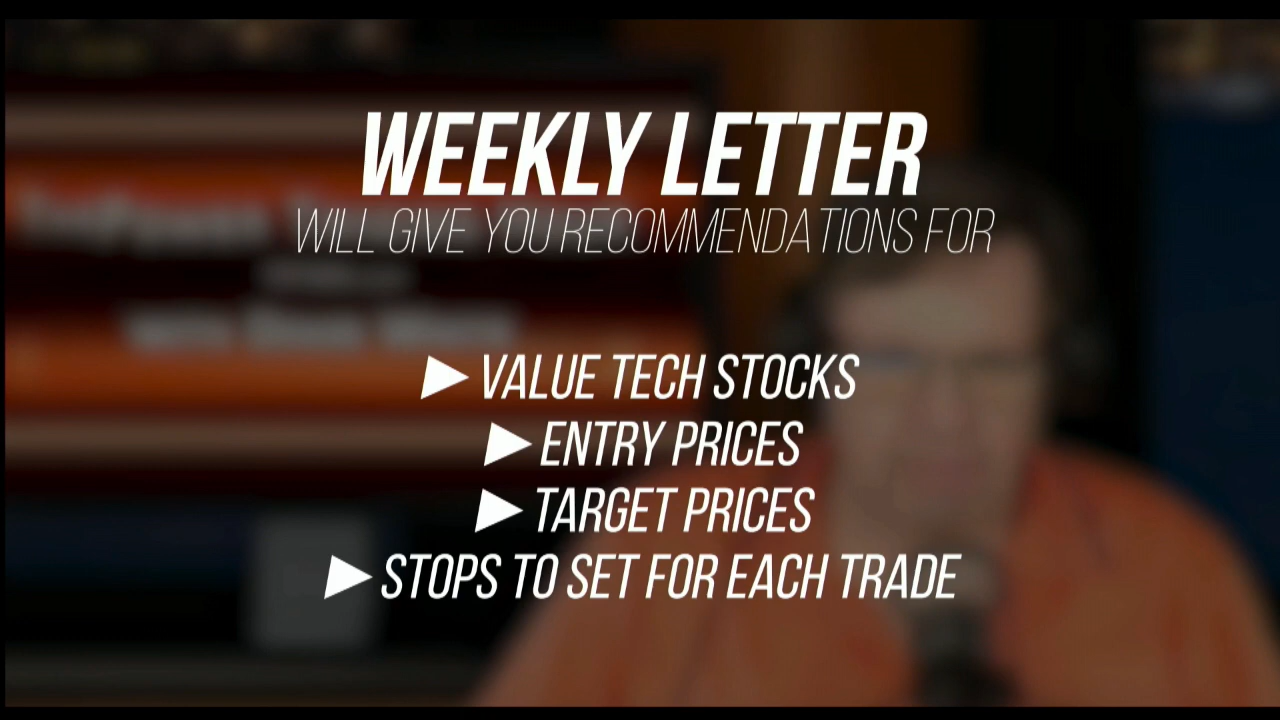 WEEKLY LETTER
WILL GIVE YOU RECOMMENDATIONS FOR
▶ VALUE TECH STOCKS
▶ ENTRY PRICES
▶ TARGET PRICES
▶ STOPS TO SET FOR EACH TRADE